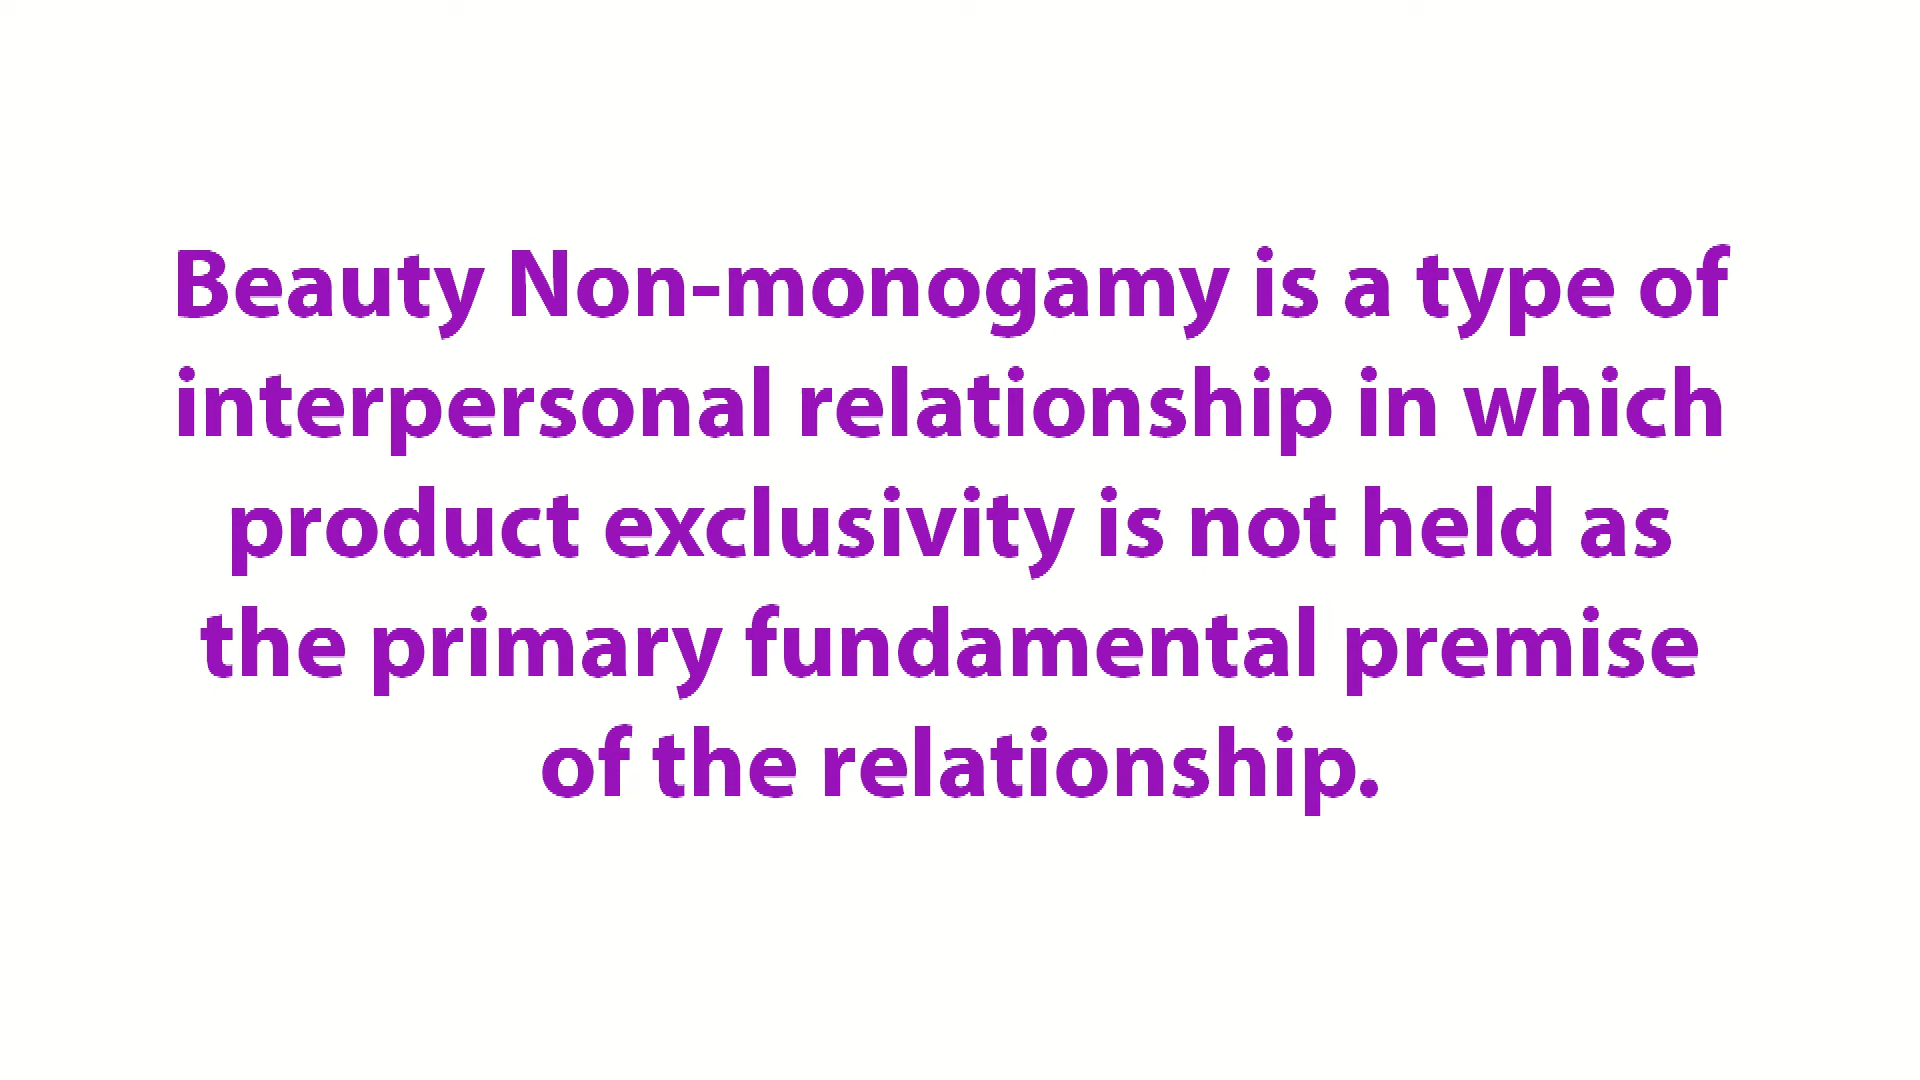 Beauty Non-monogamy is a type of
interpersonal relationship in which
product exclusivity is not held as
the primary fundamental premise
of the relationship.